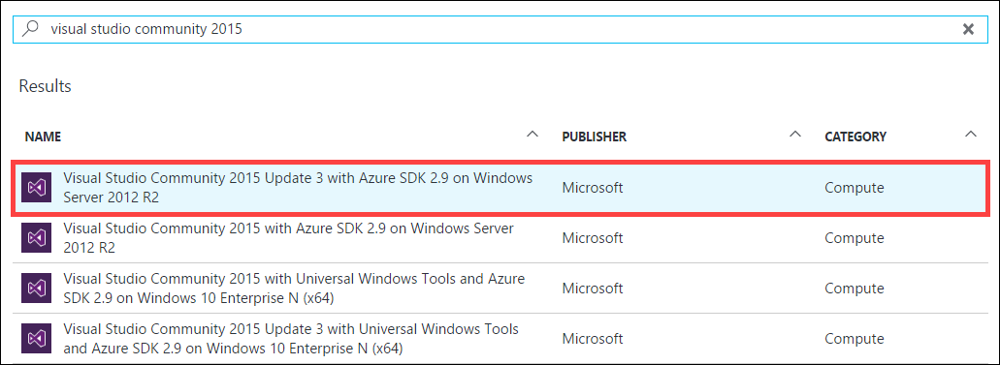 visual studio community 2015
Results
NAME PUBLISHER CATEGORY
Visual Studio Community 2015 Update 3 with Azure SDK 2.9 on Windows
Server 2012 R2
Microsoft Compute
Visual Studio Community 2015 with Azure SDK 2.9 on Windows Server
2012 R2
Microsoft Compute
Visual Studio Community 2015 with Universal Windows Tools and Azure
SDK 2.9 on Windows 10 Enterprise N (x64)
Microsoft Compute
Visual Studio Community 2015 Update 3 with Universal Windows Tools
and Azure SDK 2.9 on Windows 10 Enterprise N (x64)
Microsoft Compute